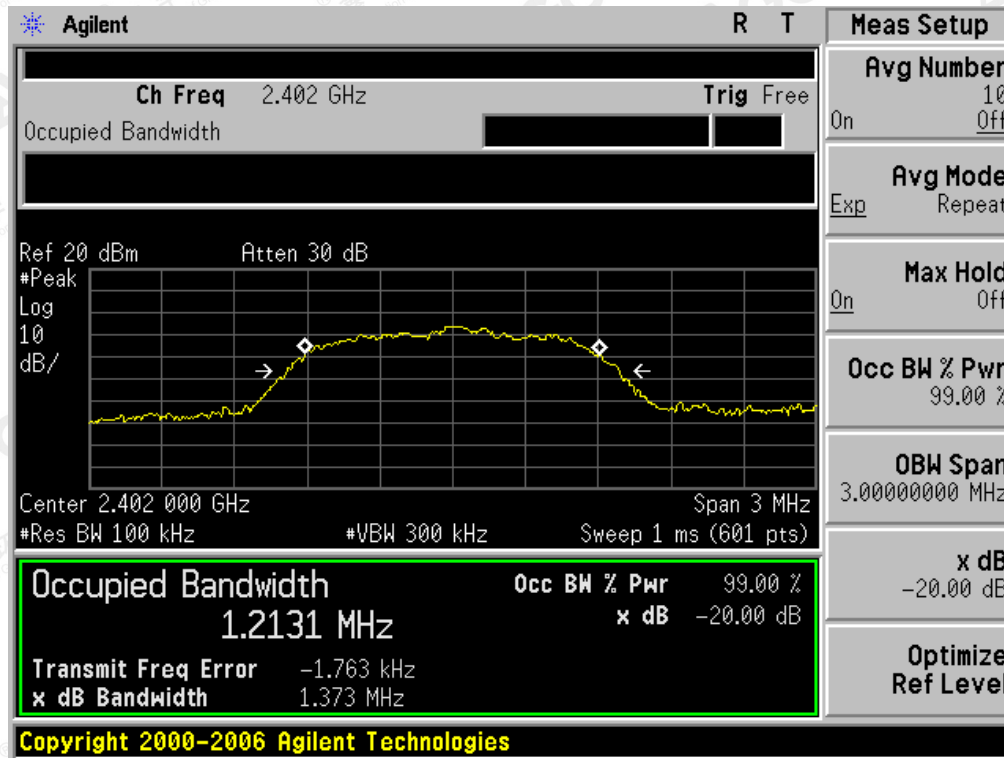 Agilent R T
Ch Freq 2.402 GHz Trig Free
Occupied Bandwidth
Ref 20 dBm Atten 30 dB
#Peak
Log
10
dB/
Center 2.402 000 GHz Span 3 MHz
#Res BW 100 kHz #VBW 300 kHz Sweep 1 ms (601 pts)
Occupied Bandwidth Occ BW % Pwr 99.00 %
1.2131 MHz x dB -20.00 dB
Transmit Freq Error -1.763 kHz
x dB Bandwidth 1.373 MHz
Copyright 2000-2006 Agilent Technologies
Meas Setup
Avg Number
10
On Off
Avg Mode
Exp Repeat
Max Hold
On Off
Occ BW % Pwr
99.00 %
OBW Span
3.00000000 MHz
x dB
-20.00 dB
Optimize
Ref Level